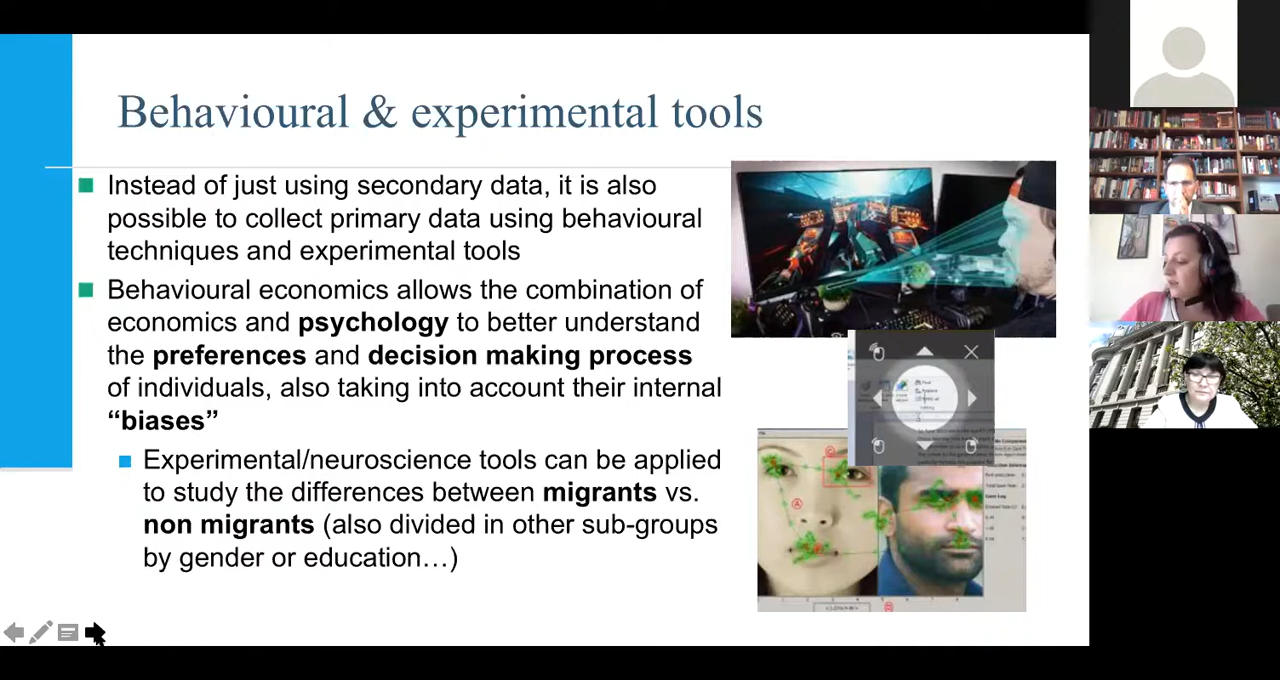 Behavioural & experimental tools
Instead of just using secondary data, it is also
possible to collect primary data using behavioural
techniques and experimental tools
Behavioural economics allows the combination of
economics and psychology to better understand
the preferences and decision making process
of individuals, also taking into account their internal
“biases”
Experimental/neuroscience tools can be applied
to study the differences between migrants vs.
non migrants (also divided in other sub-groups
by gender or education…)